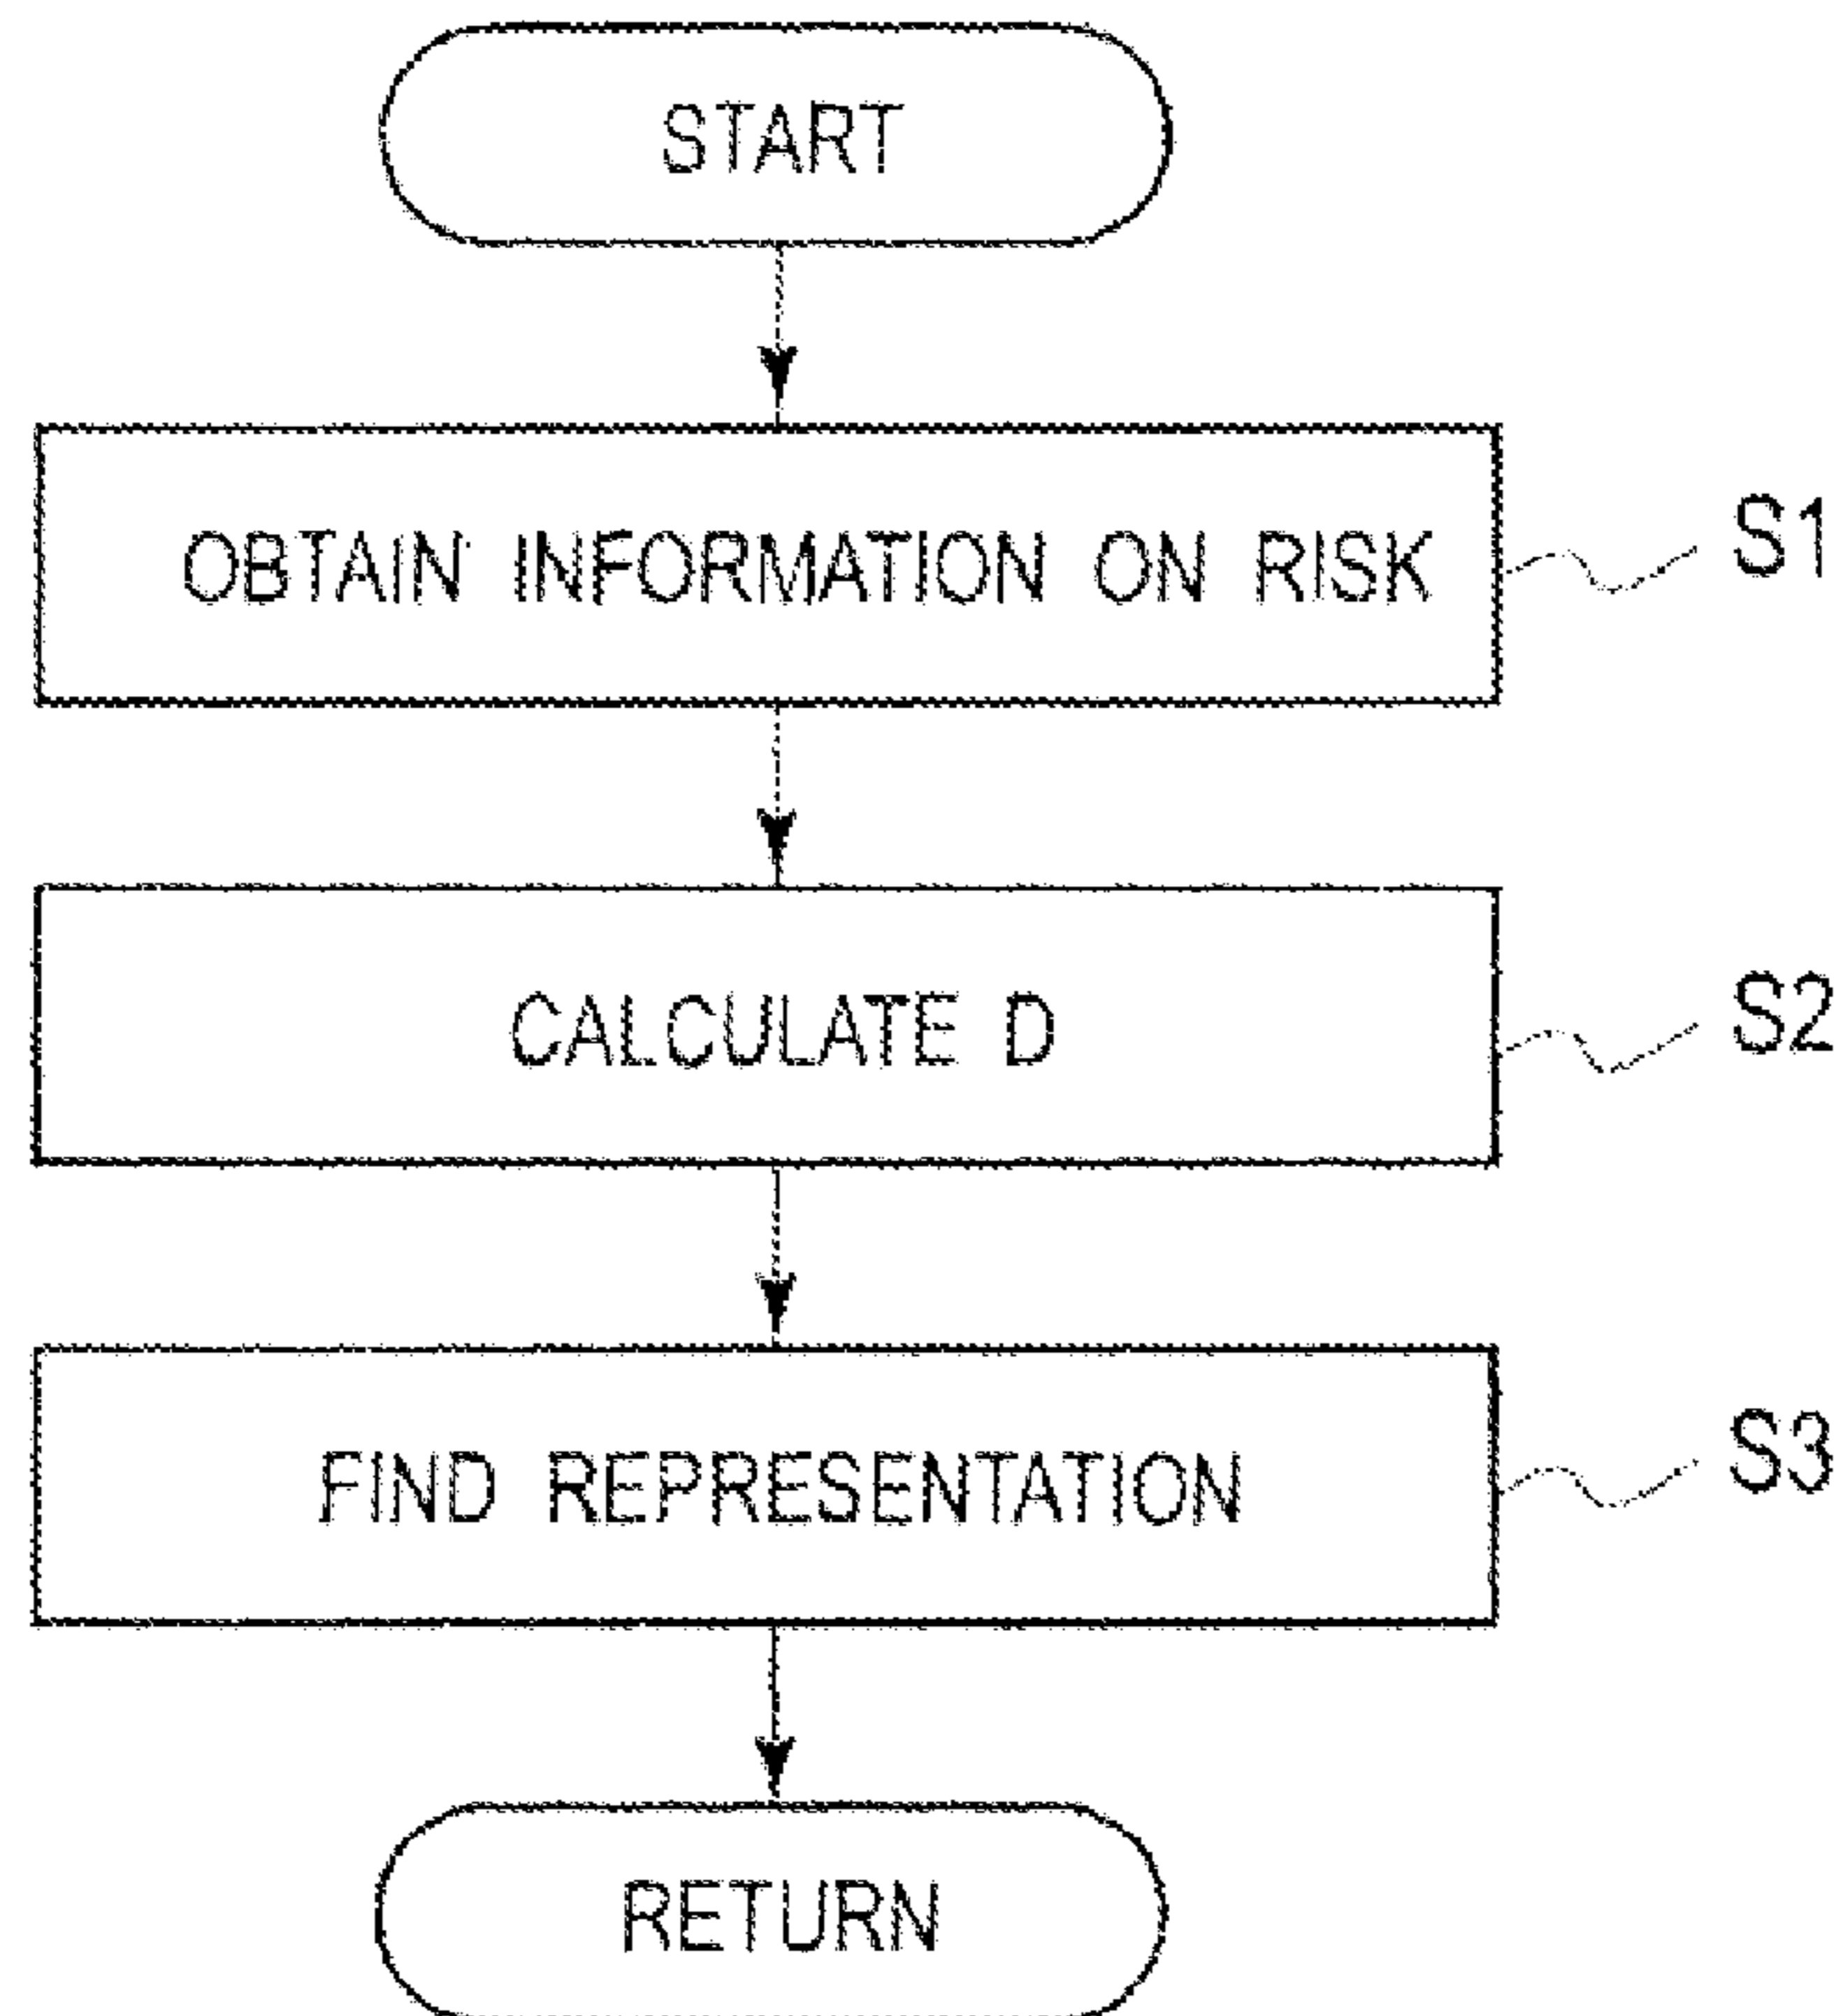 START
OBTAIN INFORMATION ON RISK
S1
CALCULATE D
S2
FIND REPRESENTATION
S3
RETURN